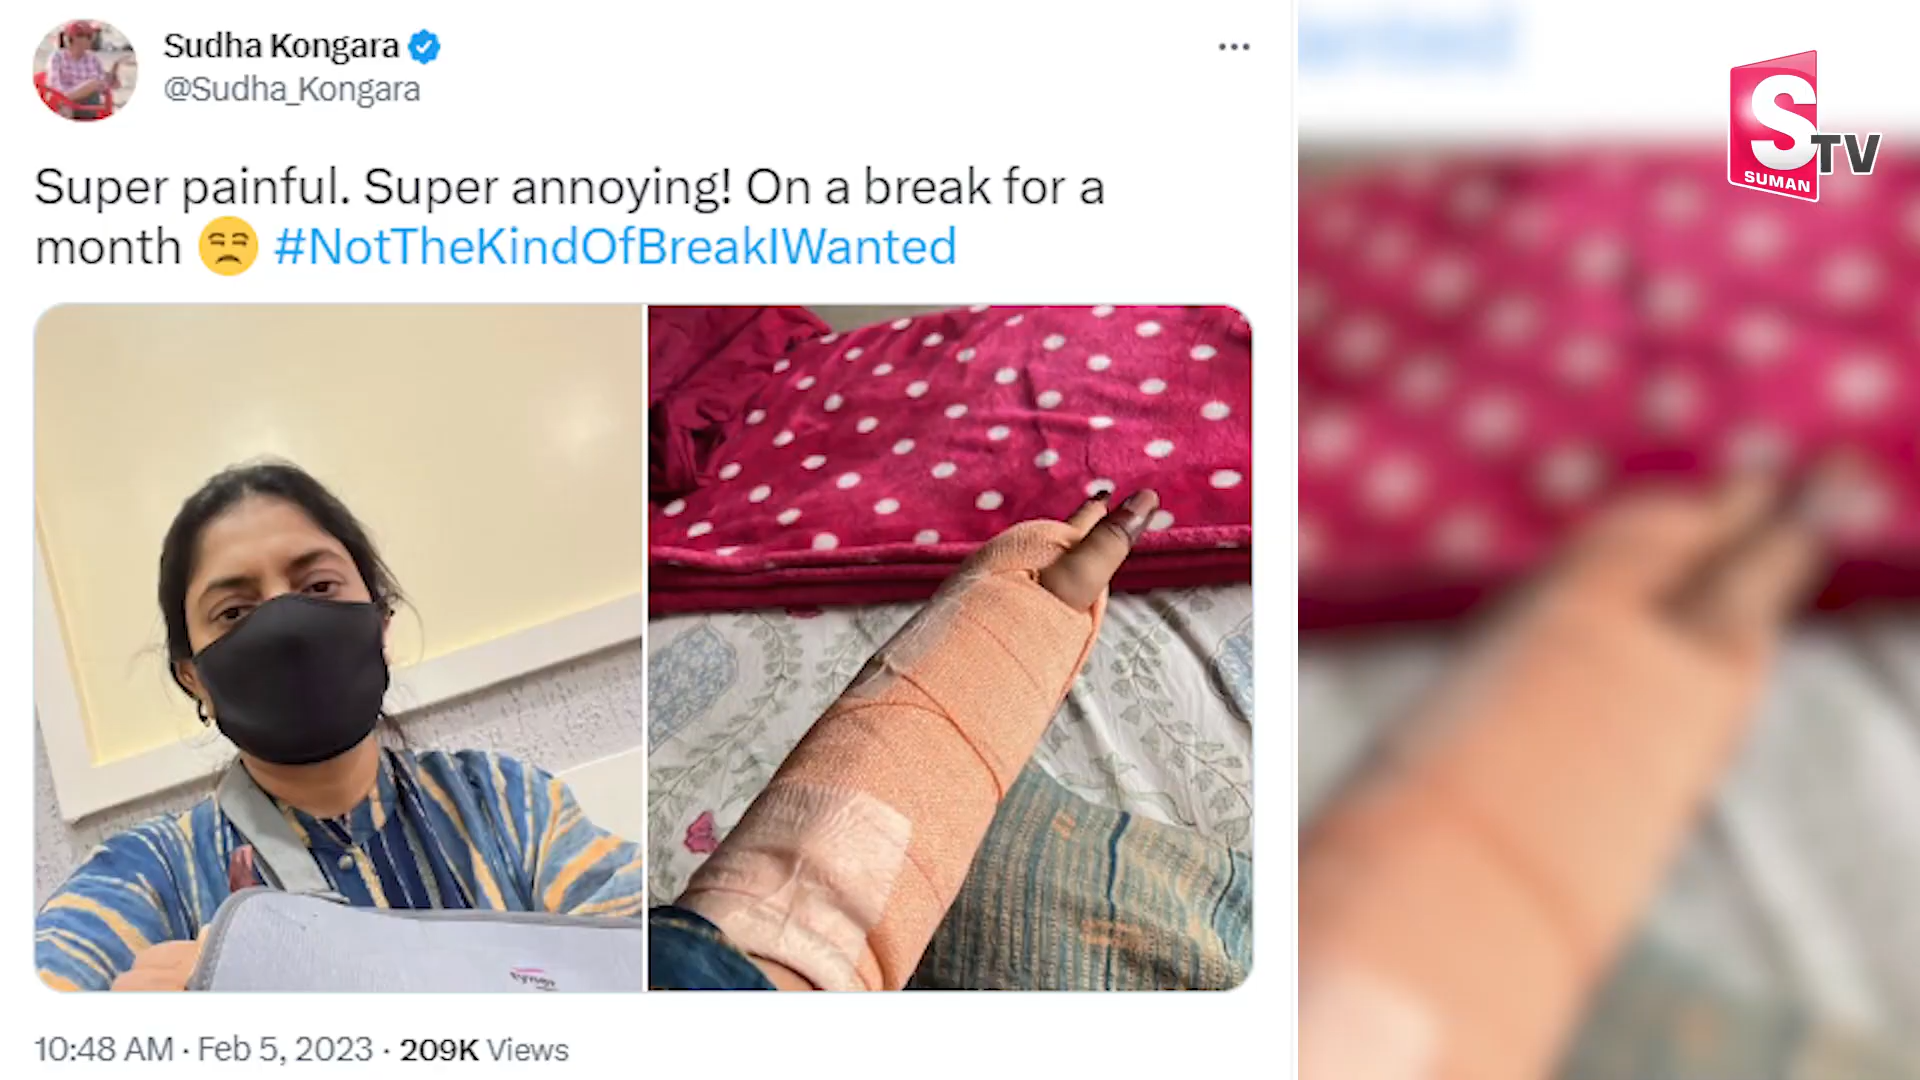 Sudha Kongara
@Sudha_Kongara
Super painful. Super annoying! On a break for a
month 😒 #NotTheKindOfBreakIWanted
10:48 AM · Feb 5, 2023 · 209K Views
S TV
SUMAN